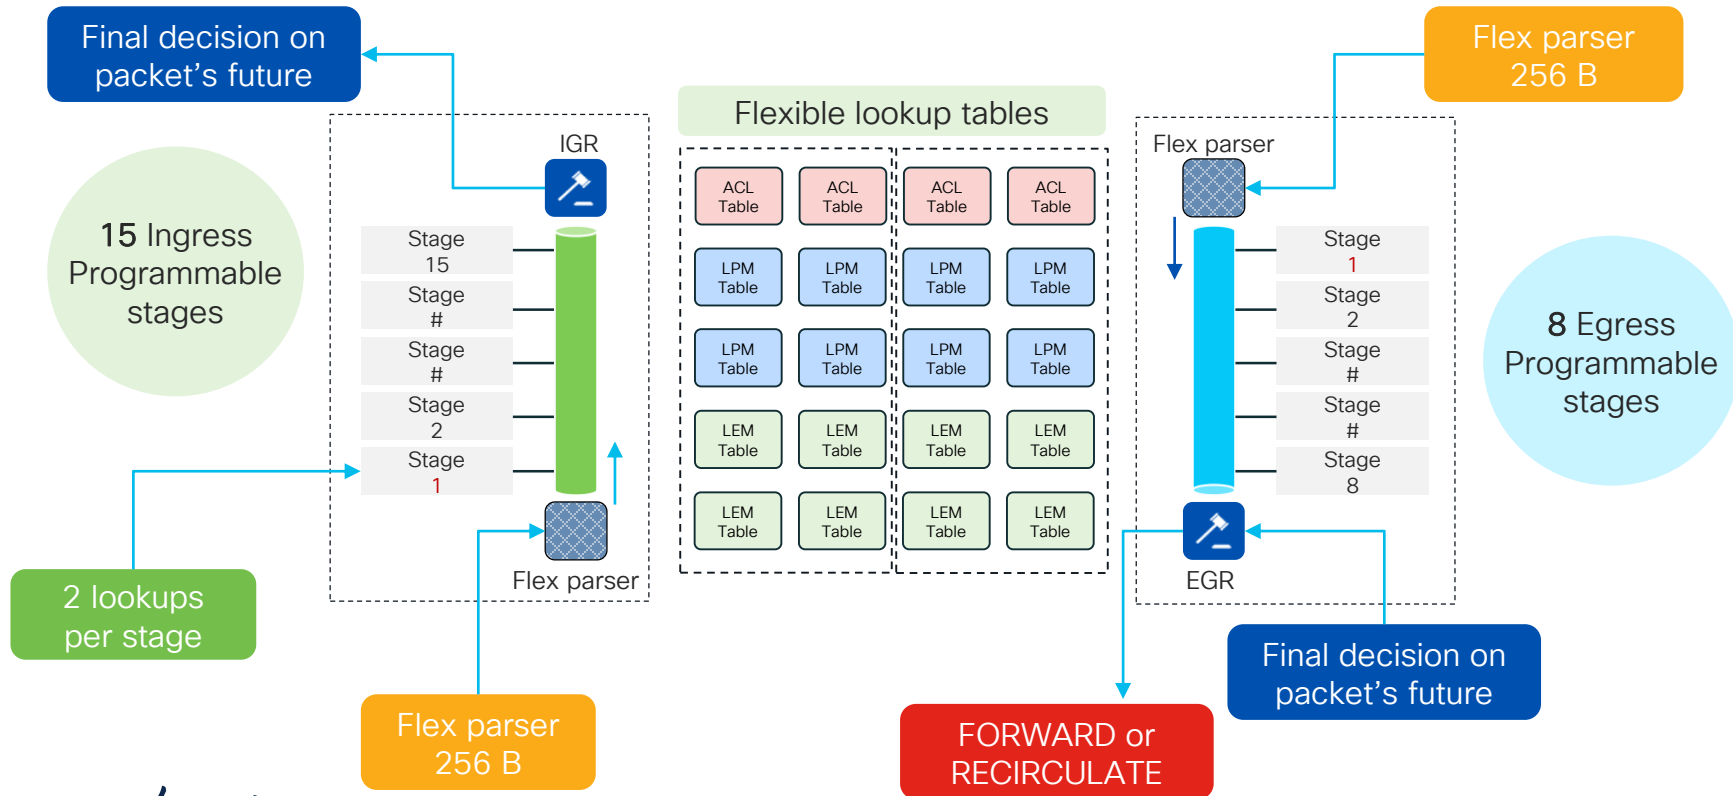 Final decision on
packet's future
Flex parser
256 B
Flexible lookup tables
IGR
Flex parser
15 Ingress
Programmable
stages
Stage
15
Stage
#
Stage
#
Stage
2
Stage
1
Flex parser
ACL
Table
ACL
Table
ACL
Table
ACL
Table
LPM
Table
LPM
Table
LPM
Table
LPM
Table
LPM
Table
LPM
Table
LPM
Table
LPM
Table
LEM
Table
LEM
Table
LEM
Table
LEM
Table
LEM
Table
LEM
Table
LEM
Table
LEM
Table
Stage
1
Stage
2
Stage
#
Stage
#
Stage
8
EGR
8 Egress
Programmable
stages
2 lookups
per stage
Flex parser
256 B
FORWARD or
RECIRCULATE
Final decision on
packet's future